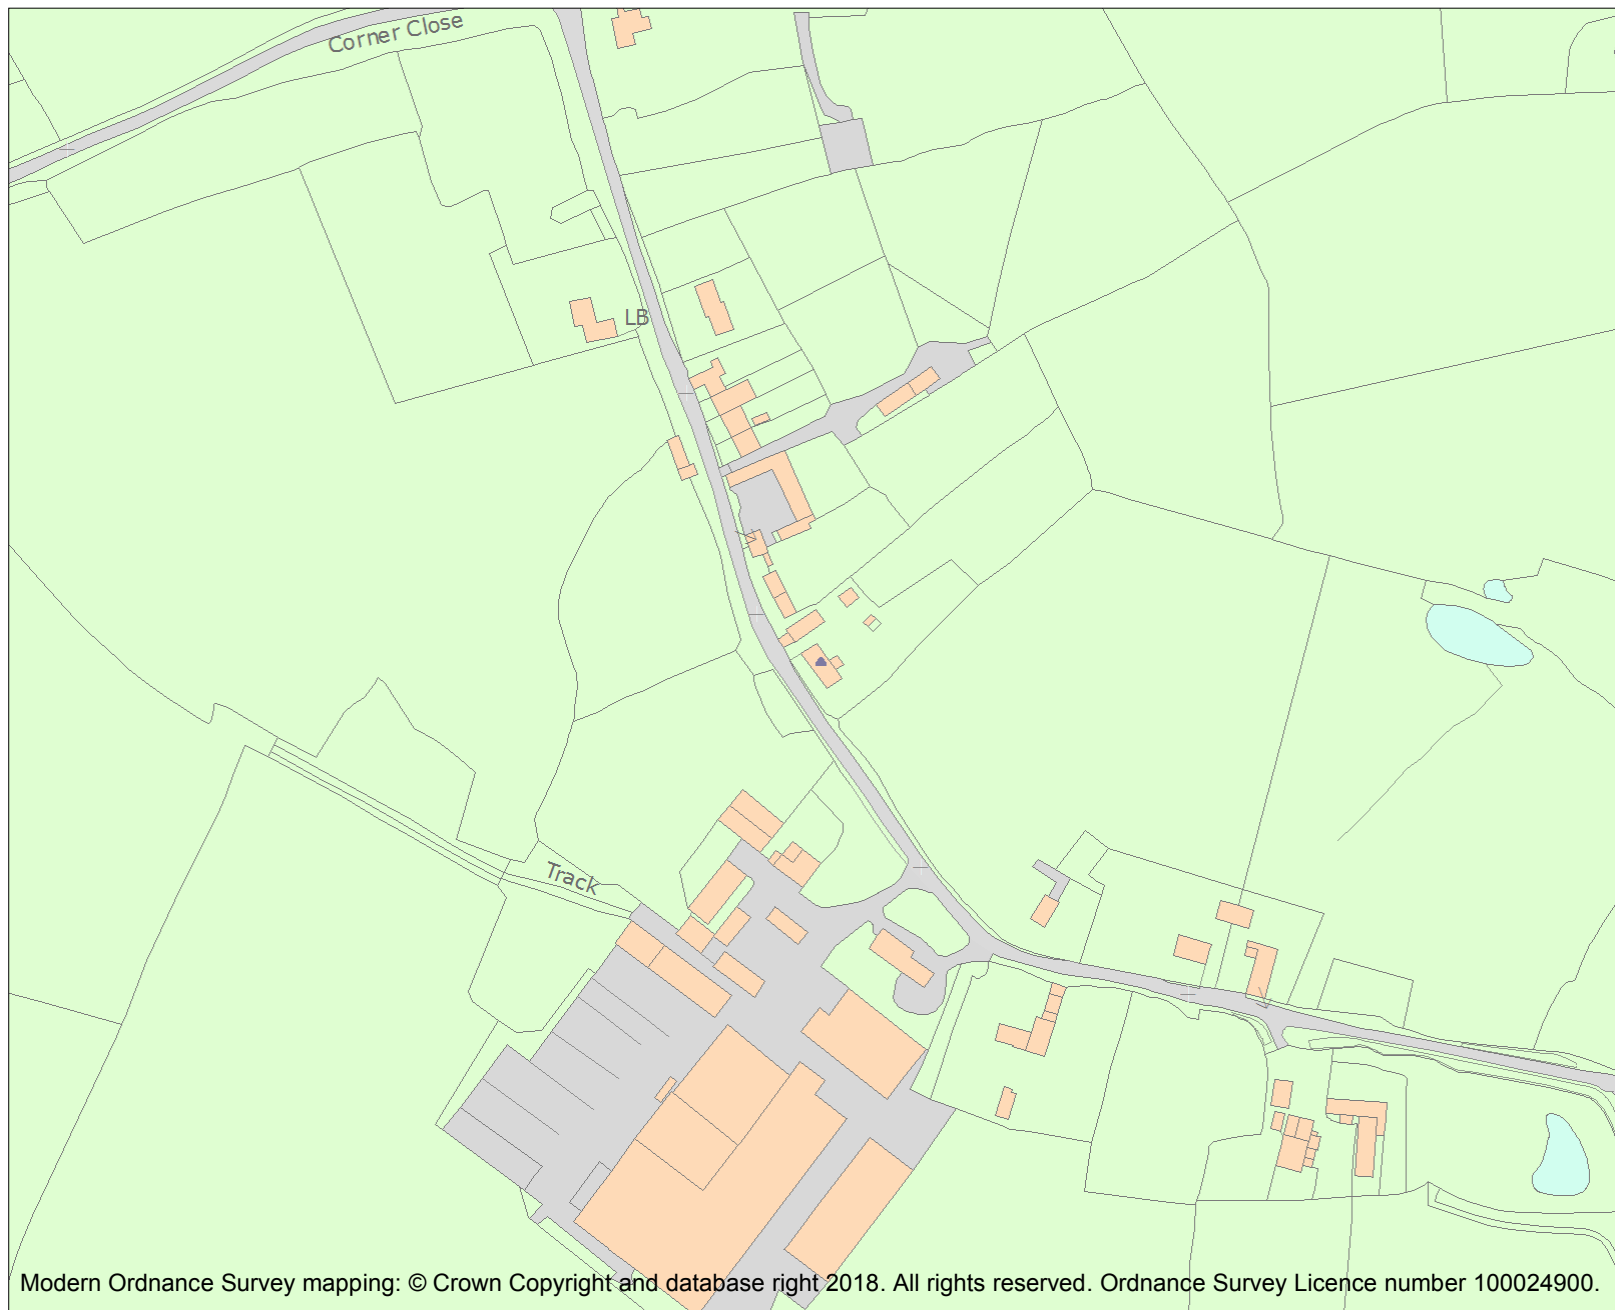 Corner Close
LB
Track
Modern Ordnance Survey mapping: © Crown Copyright and database right 2018. All rights reserved. Ordnance Survey Licence number 100024900.